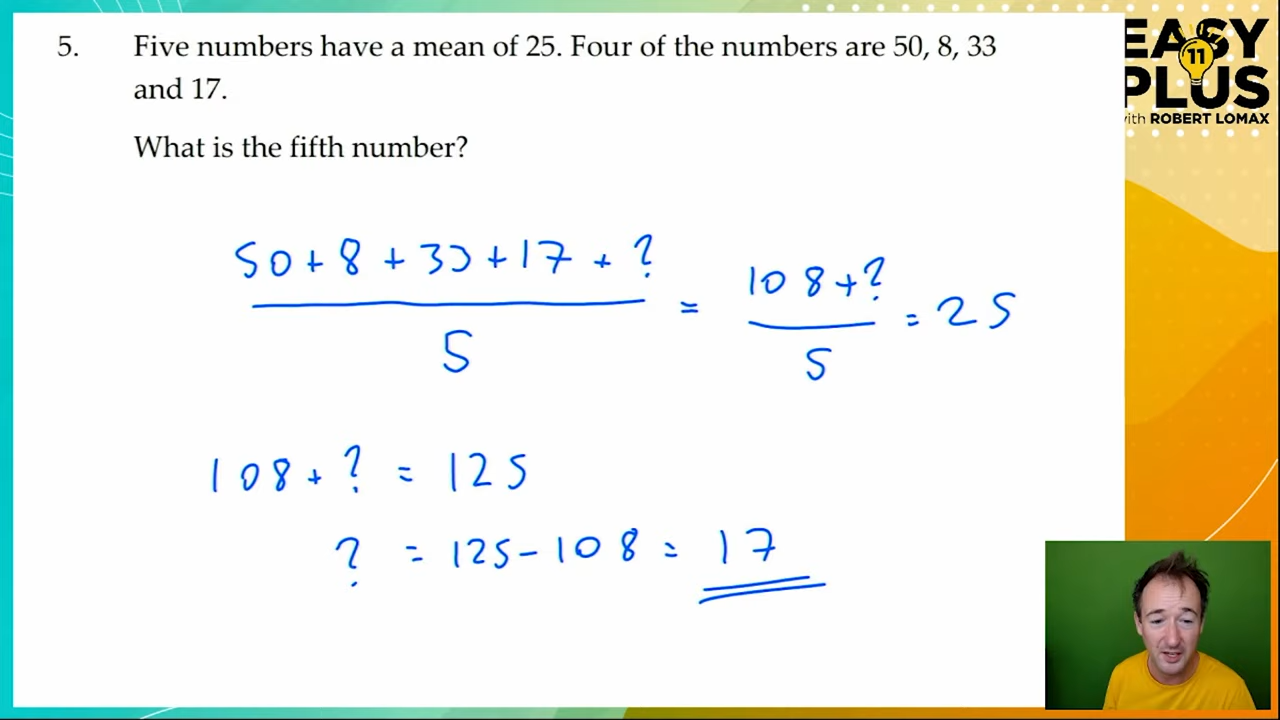 5. Five numbers have a mean of 25. Four of the numbers are 50, 8, 33
and 17.
What is the fifth number?
50 + 8 + 33 + 17 + ?
5
=
108 + ?
5
= 25
108 + ? = 125
? = 125 - 108 = 17
EASY
11
PLUS
with ROBERT LOMAX